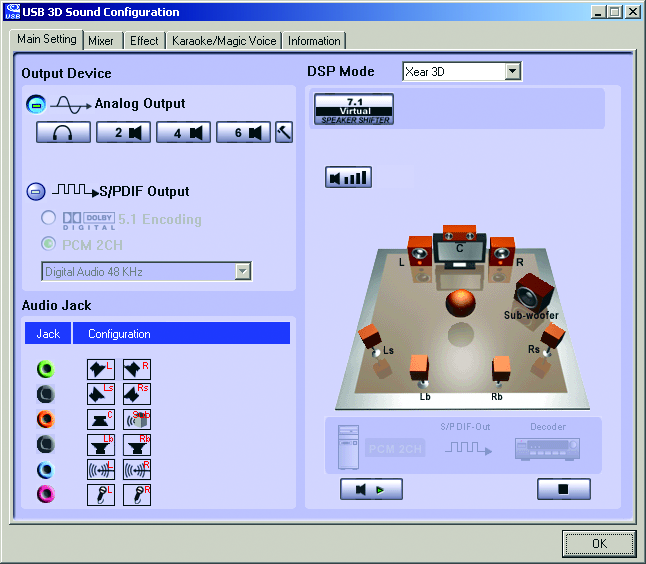 USB USB 3D Sound Configuration
Main Setting Mixer Effect Karaoke/Magic Voice Information
Output Device
Analog Output
2 4 6
S/PDIF Output
DOLBY DIGITAL 5.1 Encoding
PCM 2CH
Digital Audio 48 KHz
Audio Jack
Jack Configuration
L R
Ls Rs
C Sub
Lb Rb
L R
L R
DSP Mode Xear 3D
7.1
Virtual
SPEAKER SHIFTER
C
L R
Sub-woofer
Ls Rs
Lb Rb
S/PDIF-Out Decoder
PCM 2CH
OK